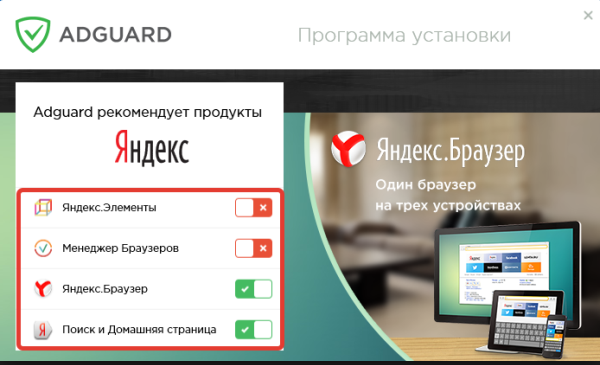 ADGUARD
Программа установки
Adguard рекомендует продукты
Яндекс
Яндекс.Элементы
Менеджер Браузеров
Яндекс.Браузер
Поиск и Домашняя страница
Яндекс.Браузер
Один браузер
на трех устройствах